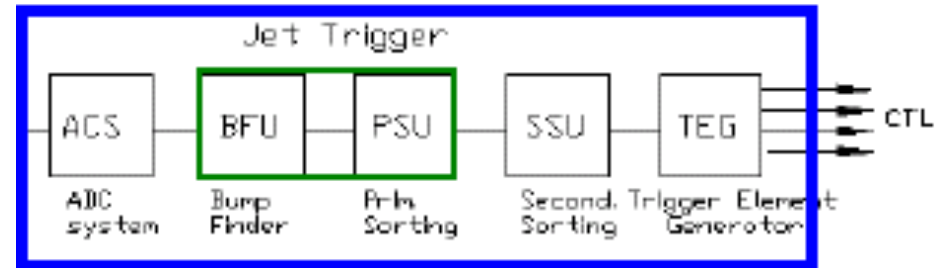 Jet Trigger
ACS BFU PSU SSU TEG CTL
ADC Bump Prim Second. Trigger Element
system Finder Sorting Sorting Generator